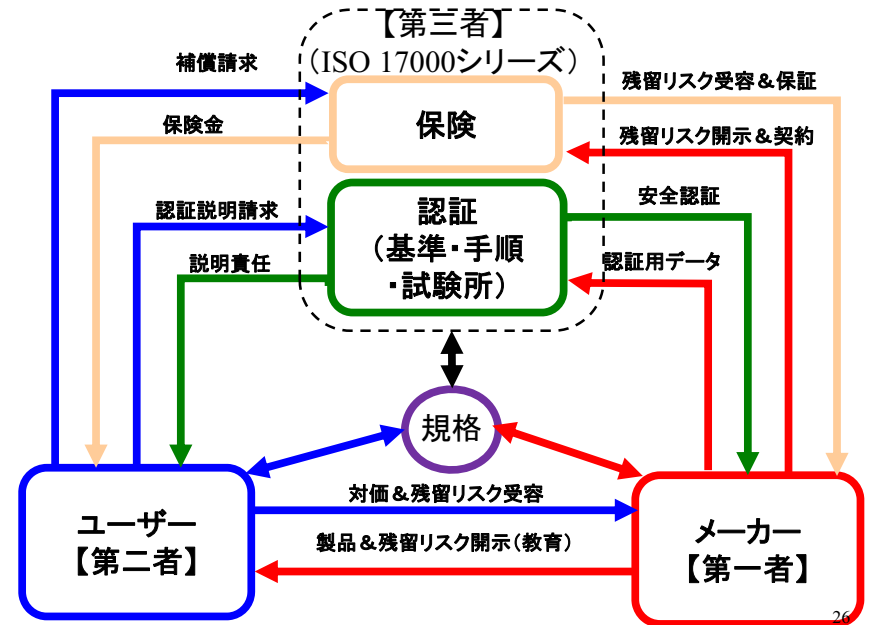 【第三者】
（ISO 17000シリーズ）
補償請求
残留リスク受容＆保証
保険金
保険
残留リスク開示＆契約
認証説明請求
安全認証
認証
（基準・手順
・試験所）
説明責任
認証用データ
規格
対価＆残留リスク受容
ユーザー
【第二者】
製品＆残留リスク開示（教育）
メーカー
【第一者】
26